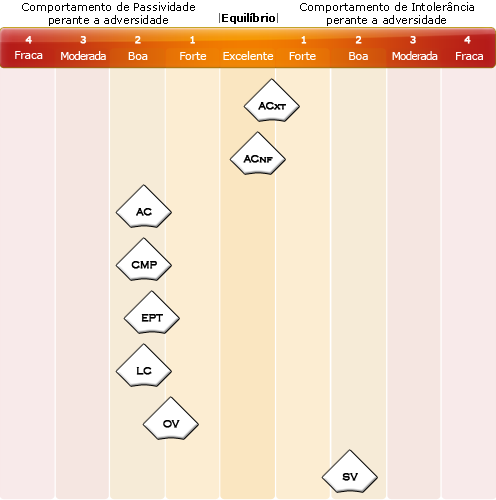 Comportamento de Passividade
perante a adversidade
|Equilíbrio|
Comportamento de Intolerância
perante a adversidade
4 3 2 1 1 2 3 4
Fraca Moderada Boa Forte Excelente Forte Boa Moderada Fraca
ACXT
ACNF
AC
CMP
EPT
LC
OV
SV